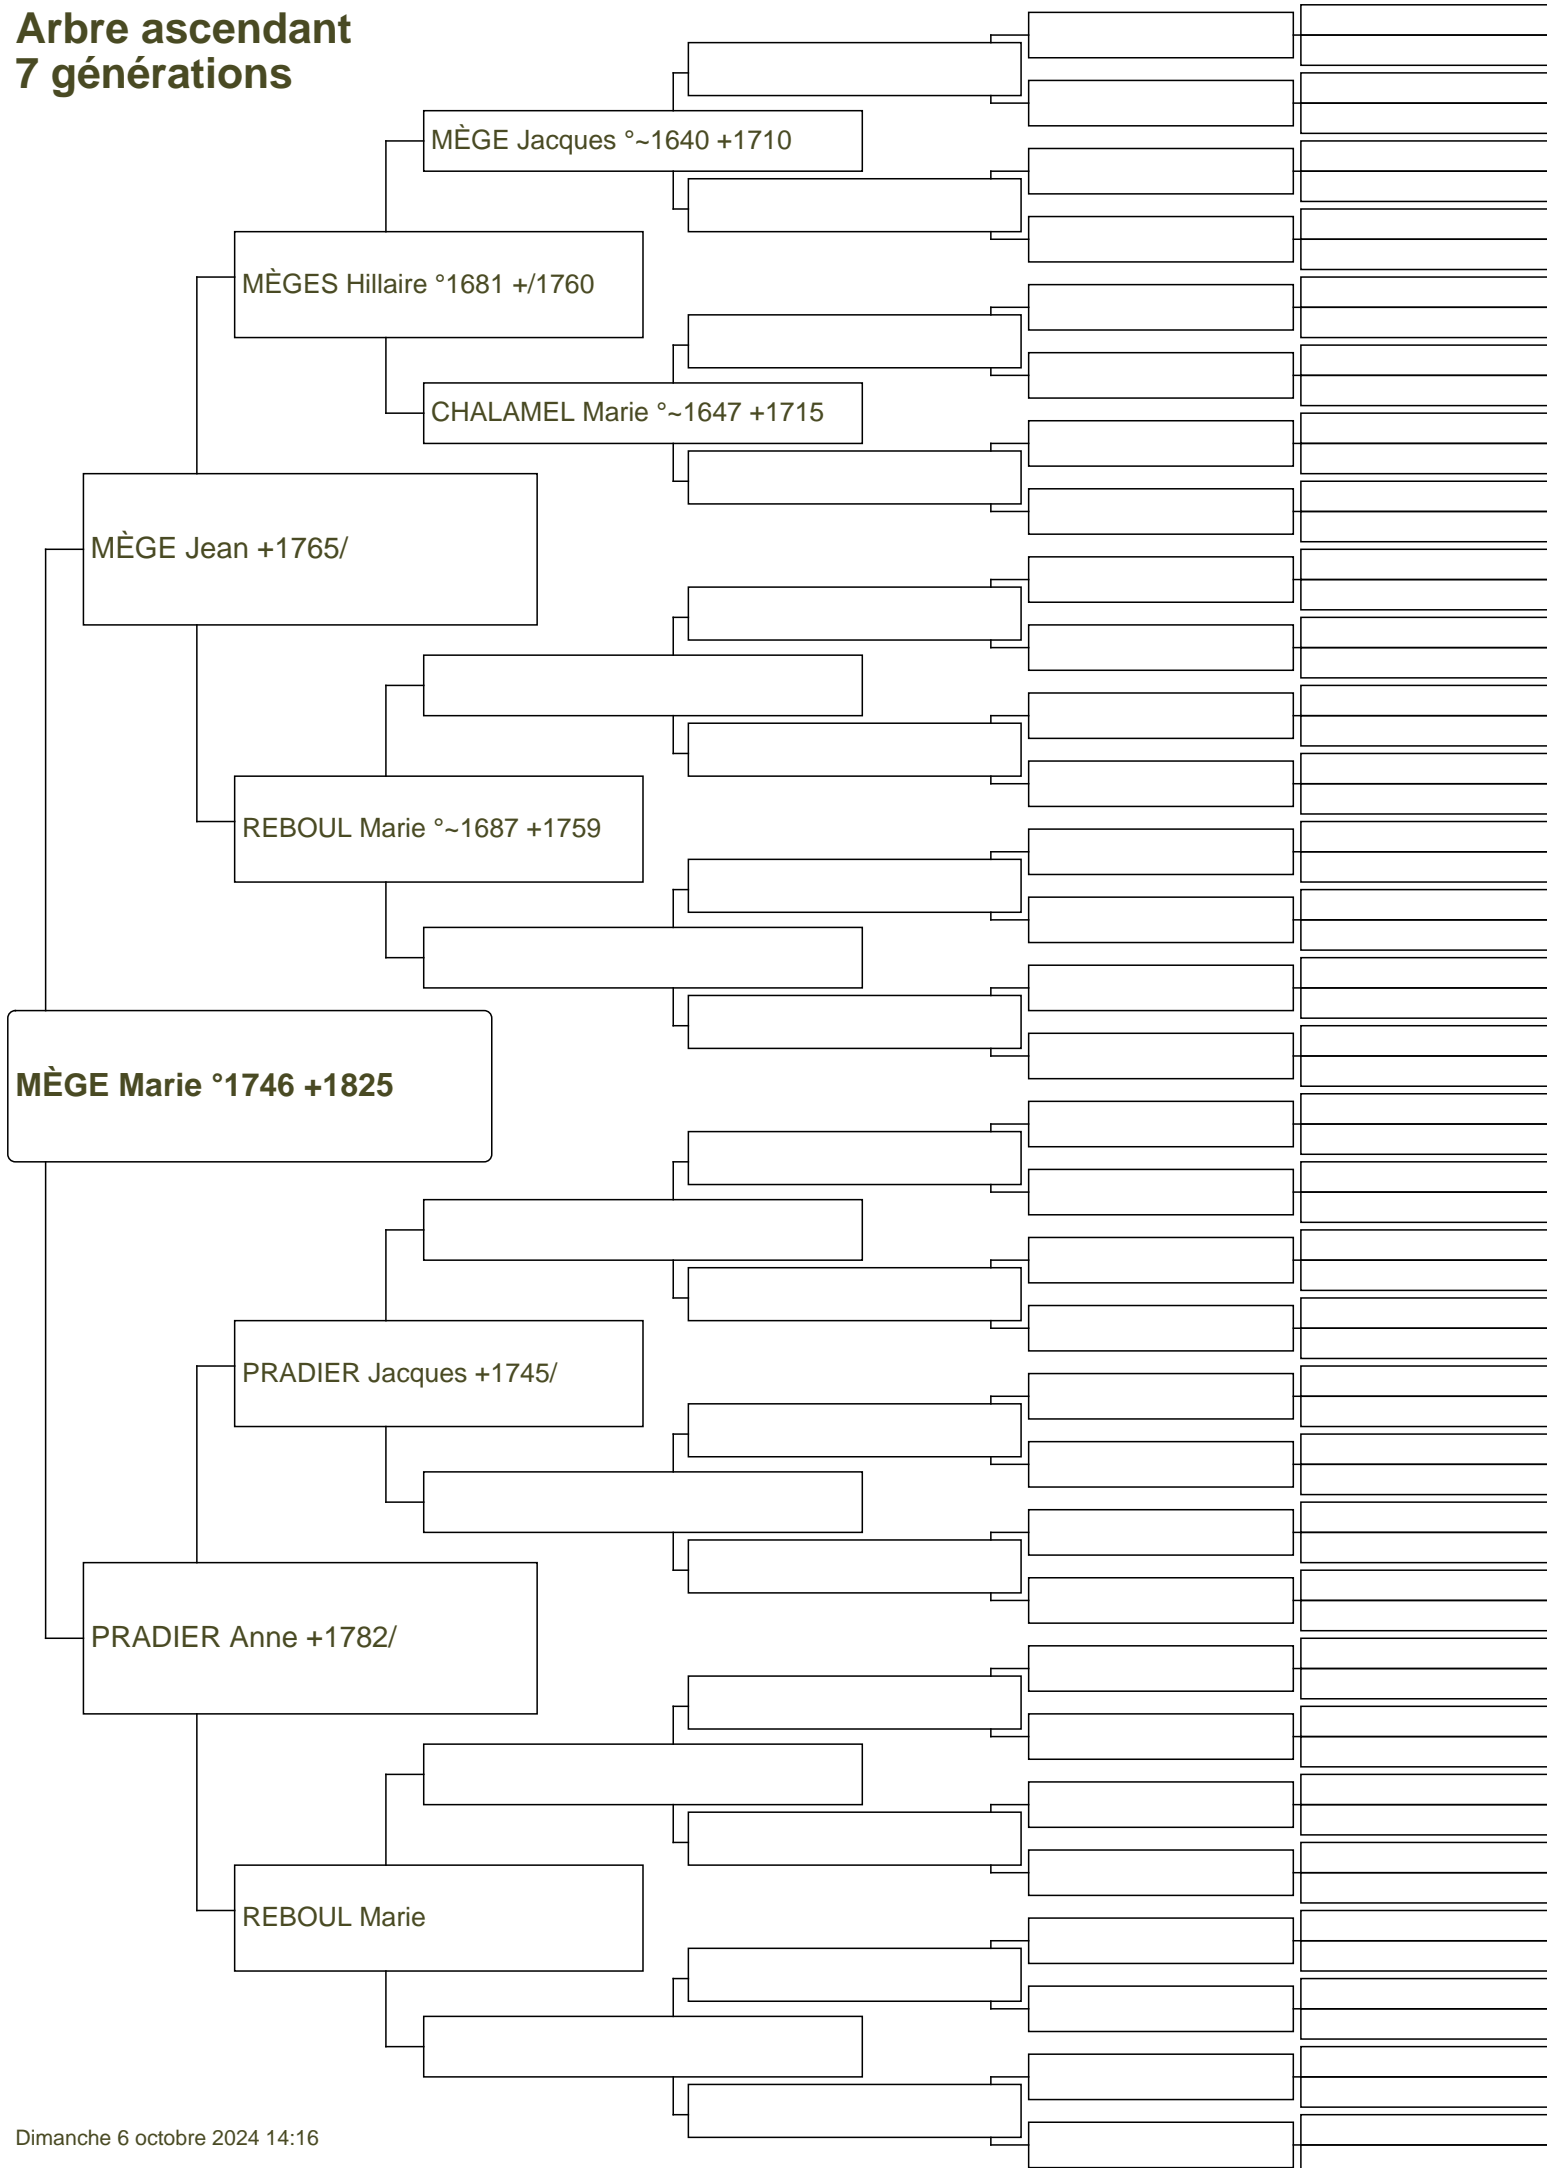 Arbre ascendant
7 générations
MÈGE Jacques °~1640 +1710
MÈGES Hillaire °1681 +/1760
CHALAMEL Marie °~1647 +1715
MÈGE Jean +1765/
REBOUL Marie °~1687 +1759
MÈGE Marie °1746 +1825
PRADIER Jacques +1745/
PRADIER Anne +1782/
REBOUL Marie
Dimanche 6 octobre 2024 14:16